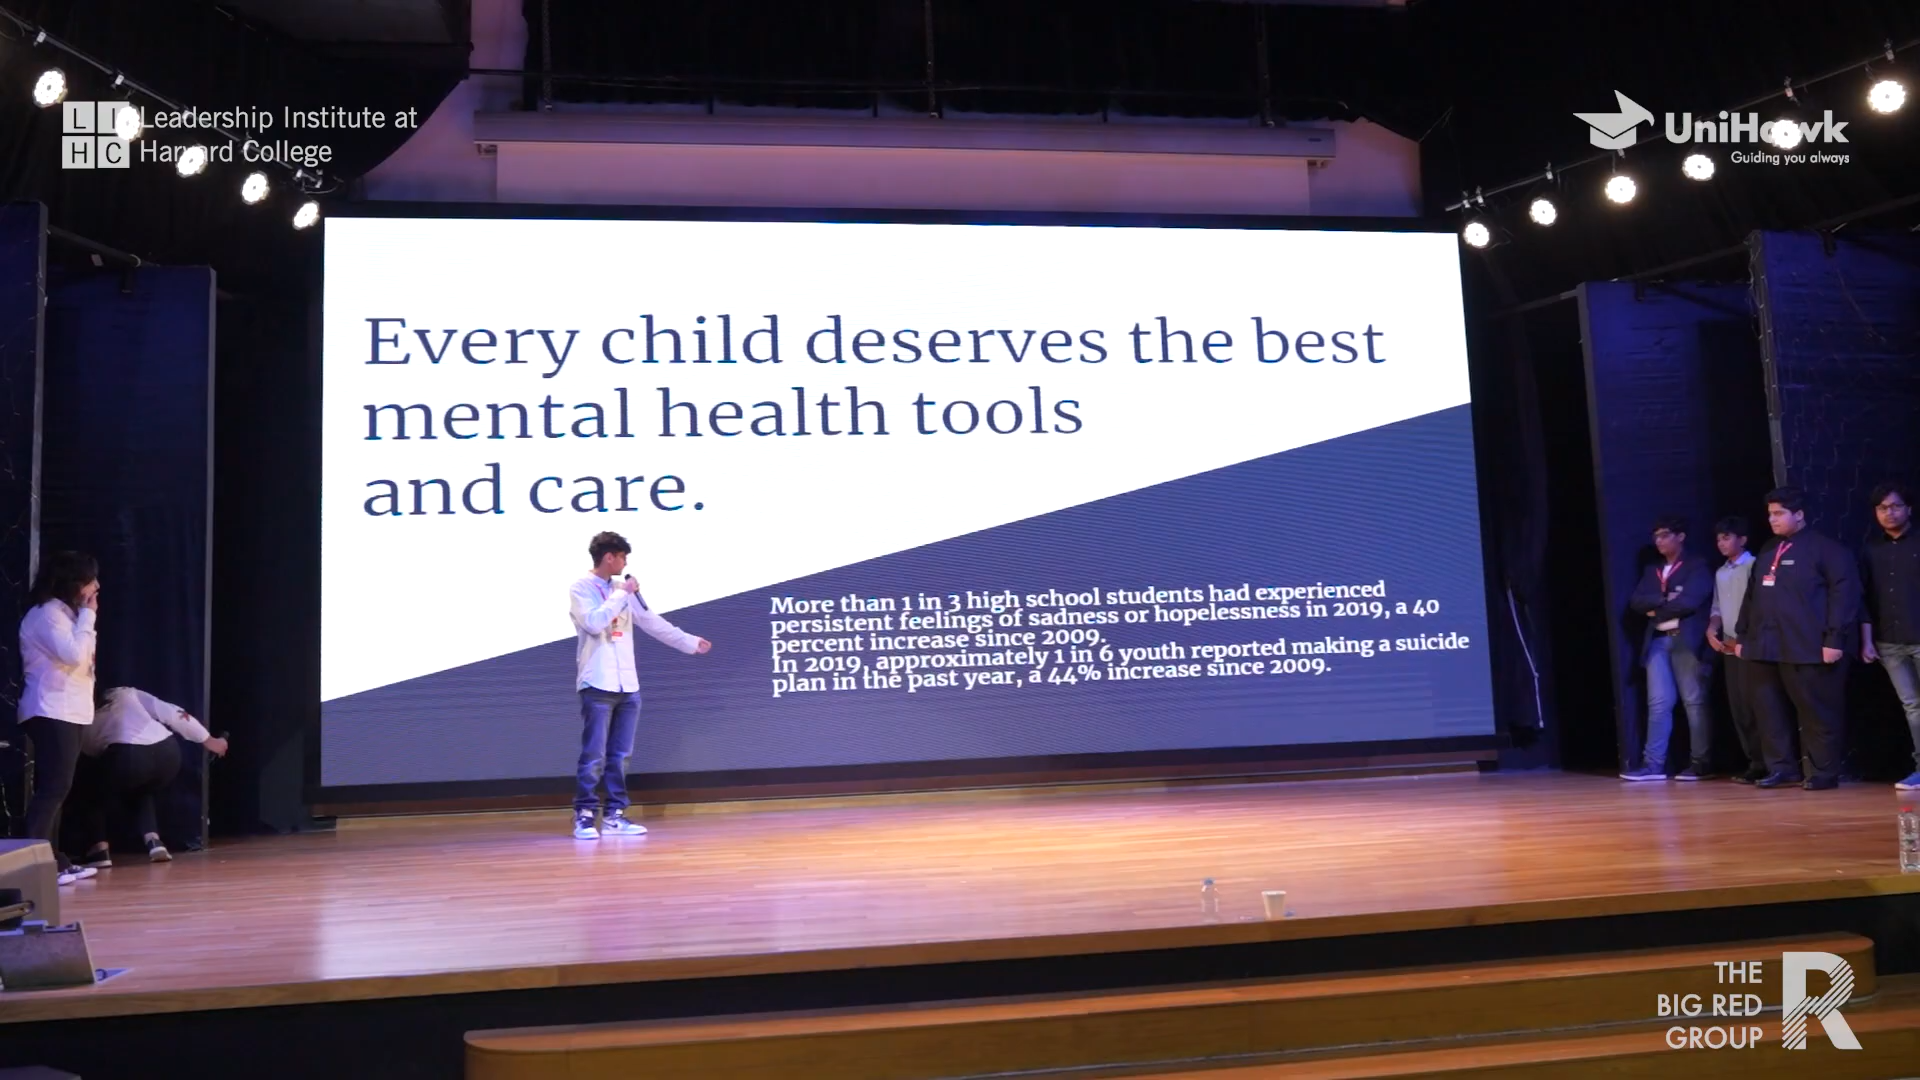 LI
HC
Leadership Institute at
Harvard College
UniHawk
Guiding you always
Every child deserves the best
mental health tools
and care.
More than 1 in 3 high school students had experienced
persistent feelings of sadness or hopelessness in 2019, a 40
percent increase since 2009.
In 2019, approximately 1 in 6 youth reported making a suicide
plan in the past year, a 44% increase since 2009.
THE
BIG RED
GROUP
R